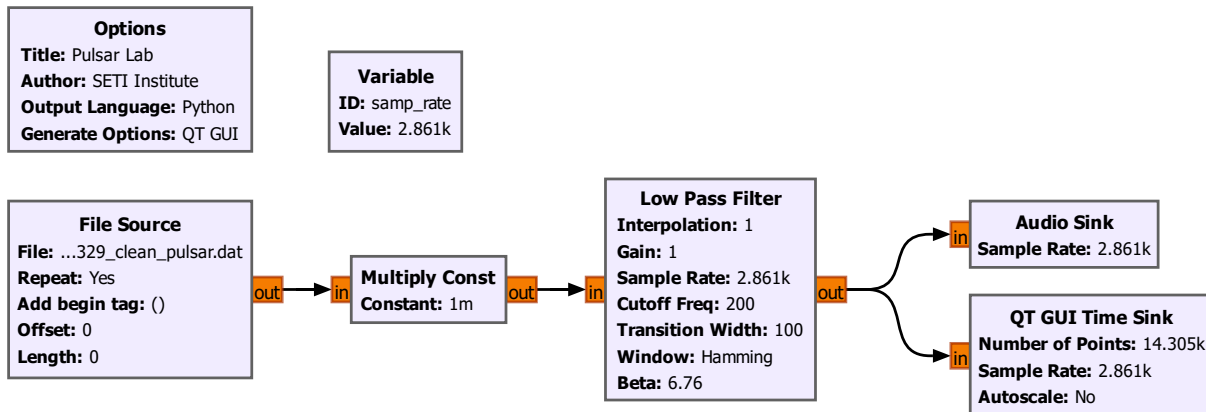 Options
Title: Pulsar Lab
Author: SETI Institute
Output Language: Python
Generate Options: QT GUI
Variable
ID: samp_rate
Value: 2.861k
File Source
File: ...329_clean_pulsar.dat
Repeat: Yes
Add begin tag: ()
Offset: 0
Length: 0
out
in
Multiply Const
Constant: 1m
out
in
Low Pass Filter
Interpolation: 1
Gain: 1
Sample Rate: 2.861k
Cutoff Freq: 200
Transition Width: 100
Window: Hamming
Beta: 6.76
out
in
Audio Sink
Sample Rate: 2.861k
in
QT GUI Time Sink
Number of Points: 14.305k
Sample Rate: 2.861k
Autoscale: No